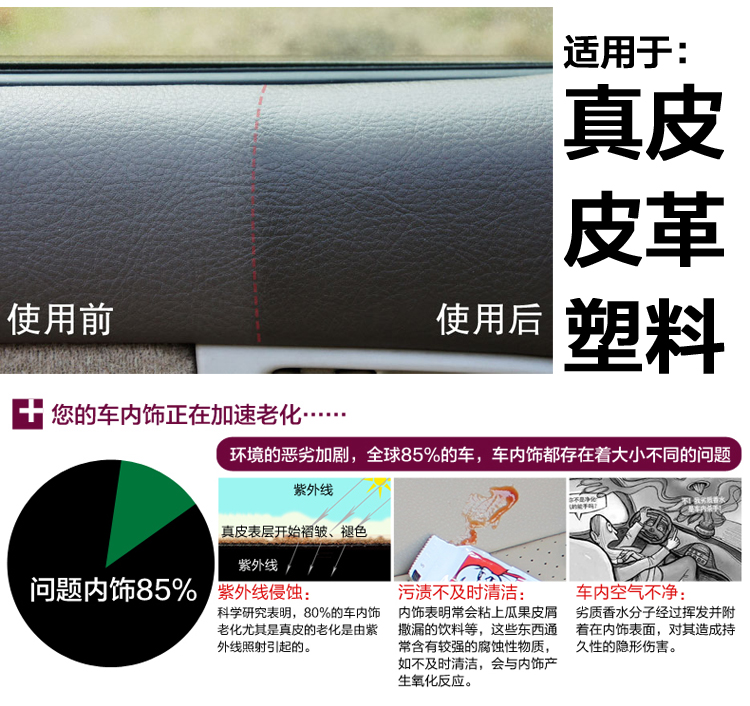 适用于：
真皮
皮革
塑料
使用前
使用后
您的车内饰正在加速老化……
环境的恶劣加剧，全球85%的车，车内饰都存在着大小不同的问题
问题内饰85%
紫外线
真皮表层开始褶皱、褪色
紫外线
紫外线侵蚀：
科学研究表明，80%的车内饰
老化尤其是真皮的老化是由紫
外线照射引起的。
污渍不及时清洁：
内饰表明常会粘上瓜果皮屑
撒漏的饮料等，这些东西通
常含有较强的腐蚀性物质，
如不及时清洁，会与内饰产
生氧化反应。
车内空气不净：
劣质香水分子经过挥发并附
着在内饰表面，对其造成持
久性的隐形伤害。